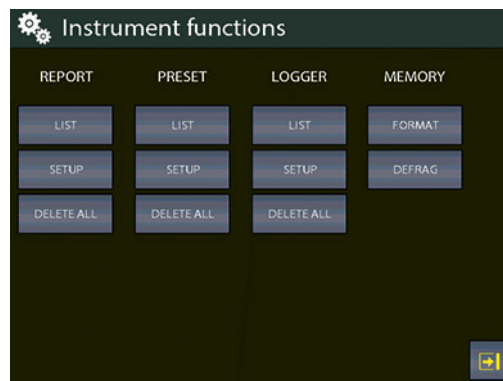 Instrument functions
REPORT PRESET LOGGER MEMORY
LIST LIST LIST FORMAT
SETUP SETUP SETUP DEFRAG
DELETE ALL DELETE ALL DELETE ALL